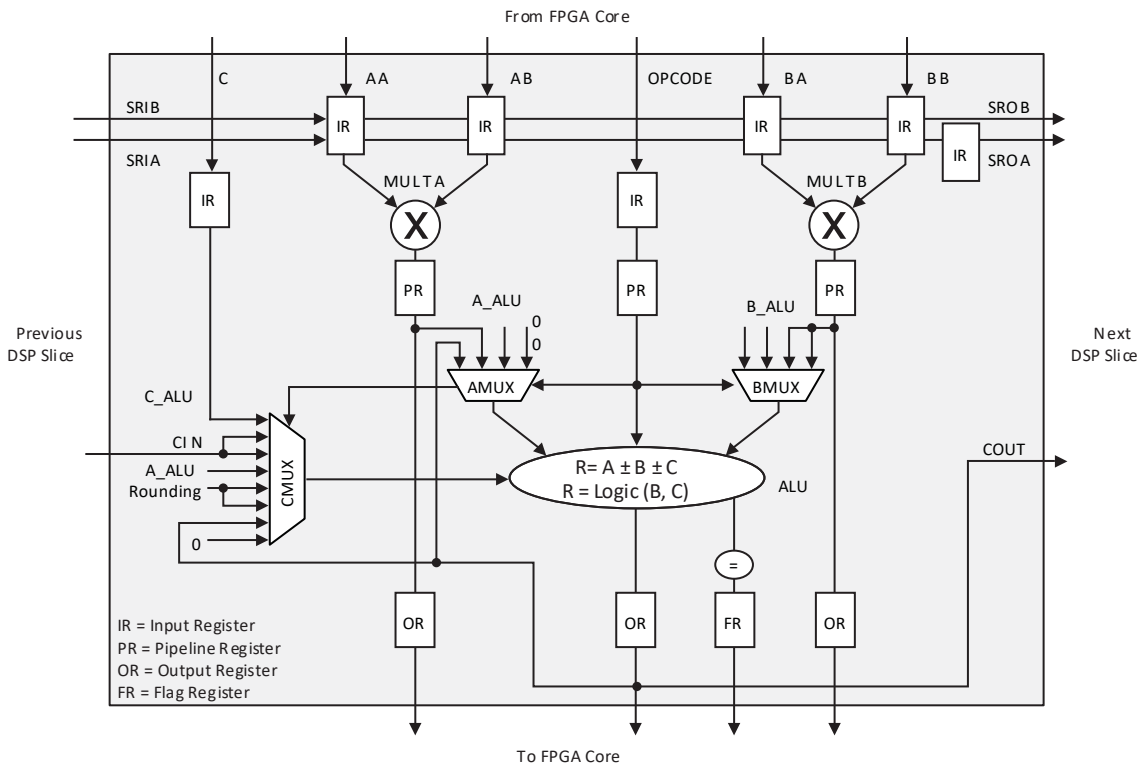 From FPGA Core
C
AA
AB
OPCODE
BA
BB
SRIB
SROB
IR
IR
IR
IR
IR
SRIA
SROA
IR
MULTA
IR
MULTB
X
X
PR
PR
PR
A_ALU
B_ALU
0
0
Previous
DSP Slice
Next
DSP Slice
AMUX
BMUX
C_ALU
CIN
A_ALU
Rounding
0
CMUX
R= A ± B ± C
R = Logic (B, C)
ALU
COUT
=
OR
OR
FR
OR
IR = Input Register
PR = Pipeline Register
OR = Output Register
FR = Flag Register
To FPGA Core